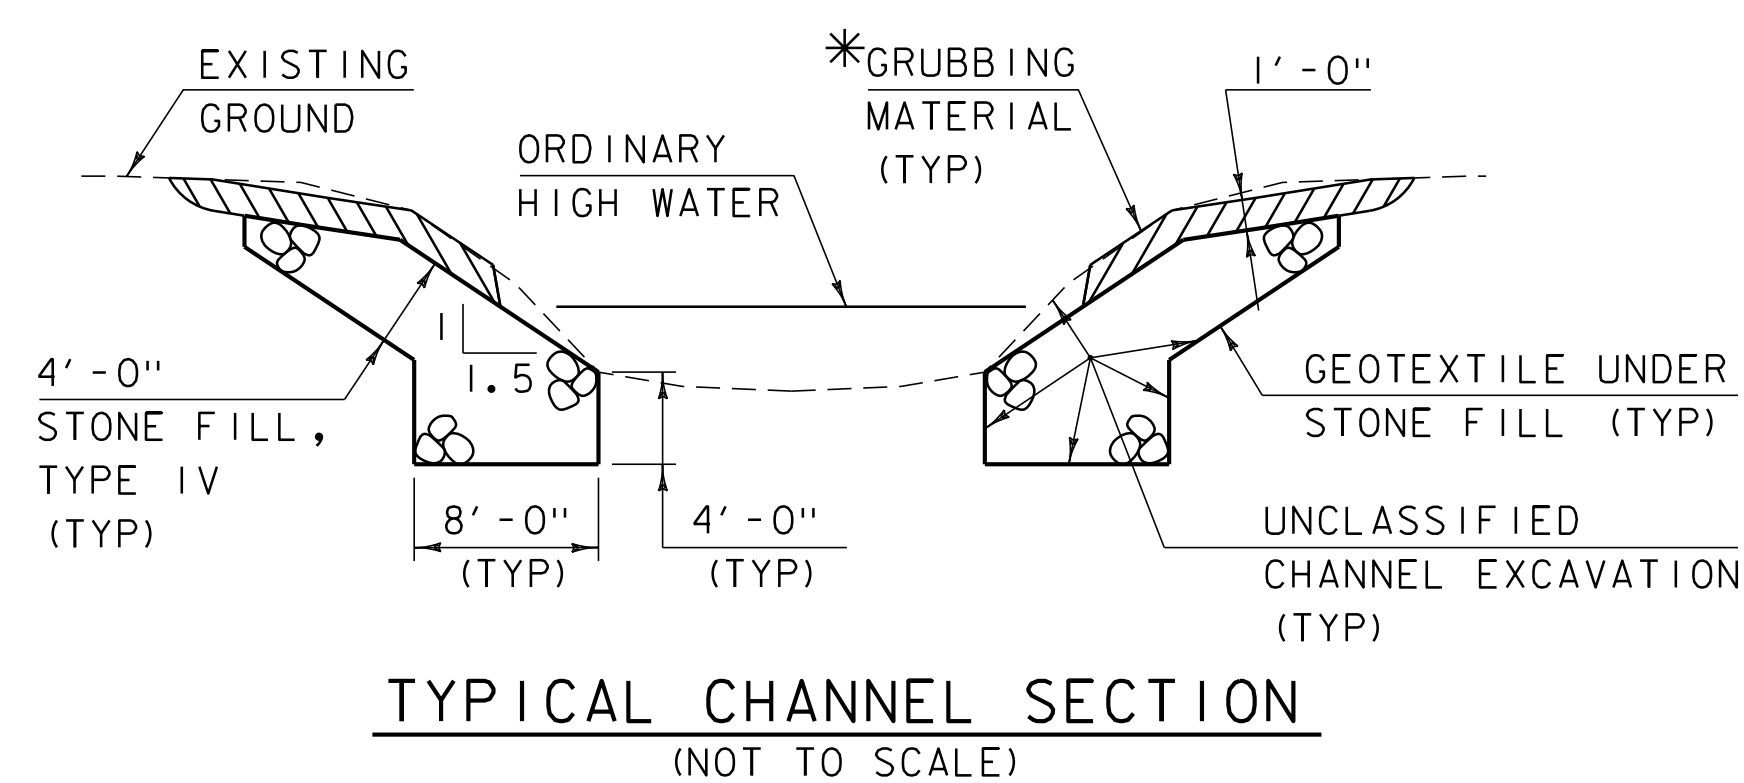 EXISTING
GROUND
ORDINARY
HIGH WATER
*GRUBBING
MATERIAL
(TYP)
1'-0"
1
1.5
4'-0"
STONE FILL,
TYPE IV
(TYP)
8'-0"
(TYP)
4'-0"
(TYP)
GEOTEXTILE UNDER
STONE FILL (TYP)
UNCLASSIFIED
CHANNEL EXCAVATION
(TYP)
TYPICAL CHANNEL SECTION
(NOT TO SCALE)